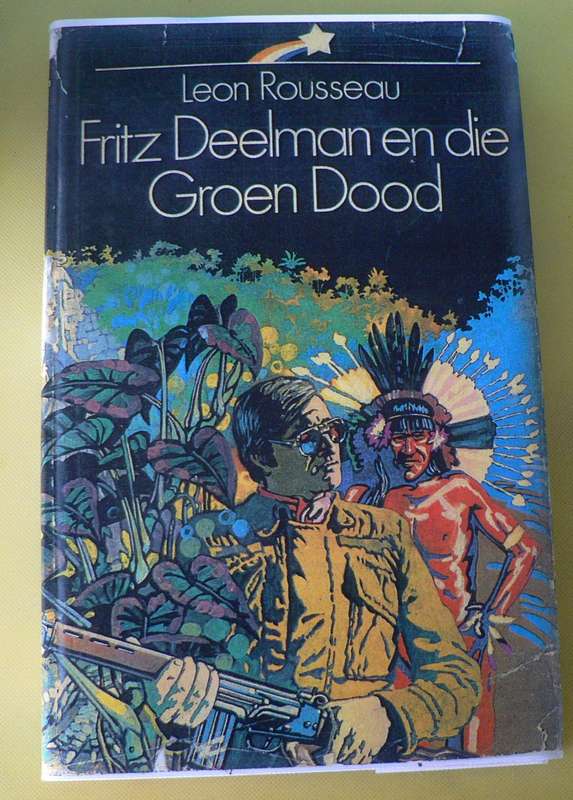 Leon Rousseau
Fritz Deelman en die
Groen Dood